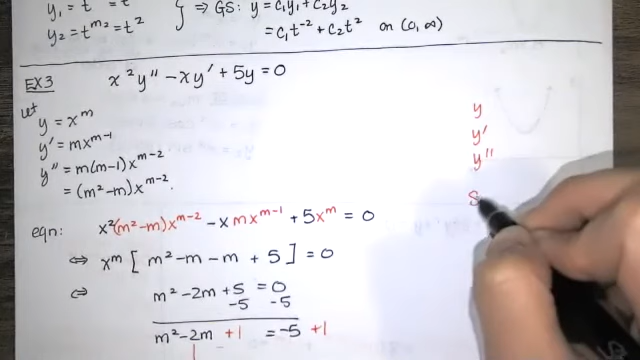 y₁ = t = t
y₂ = t^m₂ = t²
} ⇒ GS: y = c₁y₁ + c₂y₂
= c₁t⁻² + c₂t² on (0, ∞)
EX3 x²y'' − xy' + 5y = 0
Let
y = x^m
y' = mx^(m−1)
y'' = m(m−1)x^(m−2)
= (m²−m)x^(m−2).
y
y'
y''
S
eqn: x²(m²−m)x^(m−2) − x mx^(m−1) + 5x^m = 0
⇔ x^m [ m² − m − m + 5 ] = 0
⇔ m² − 2m + 5 = 0
−5 −5
m² − 2m + 1 = −5 + 1